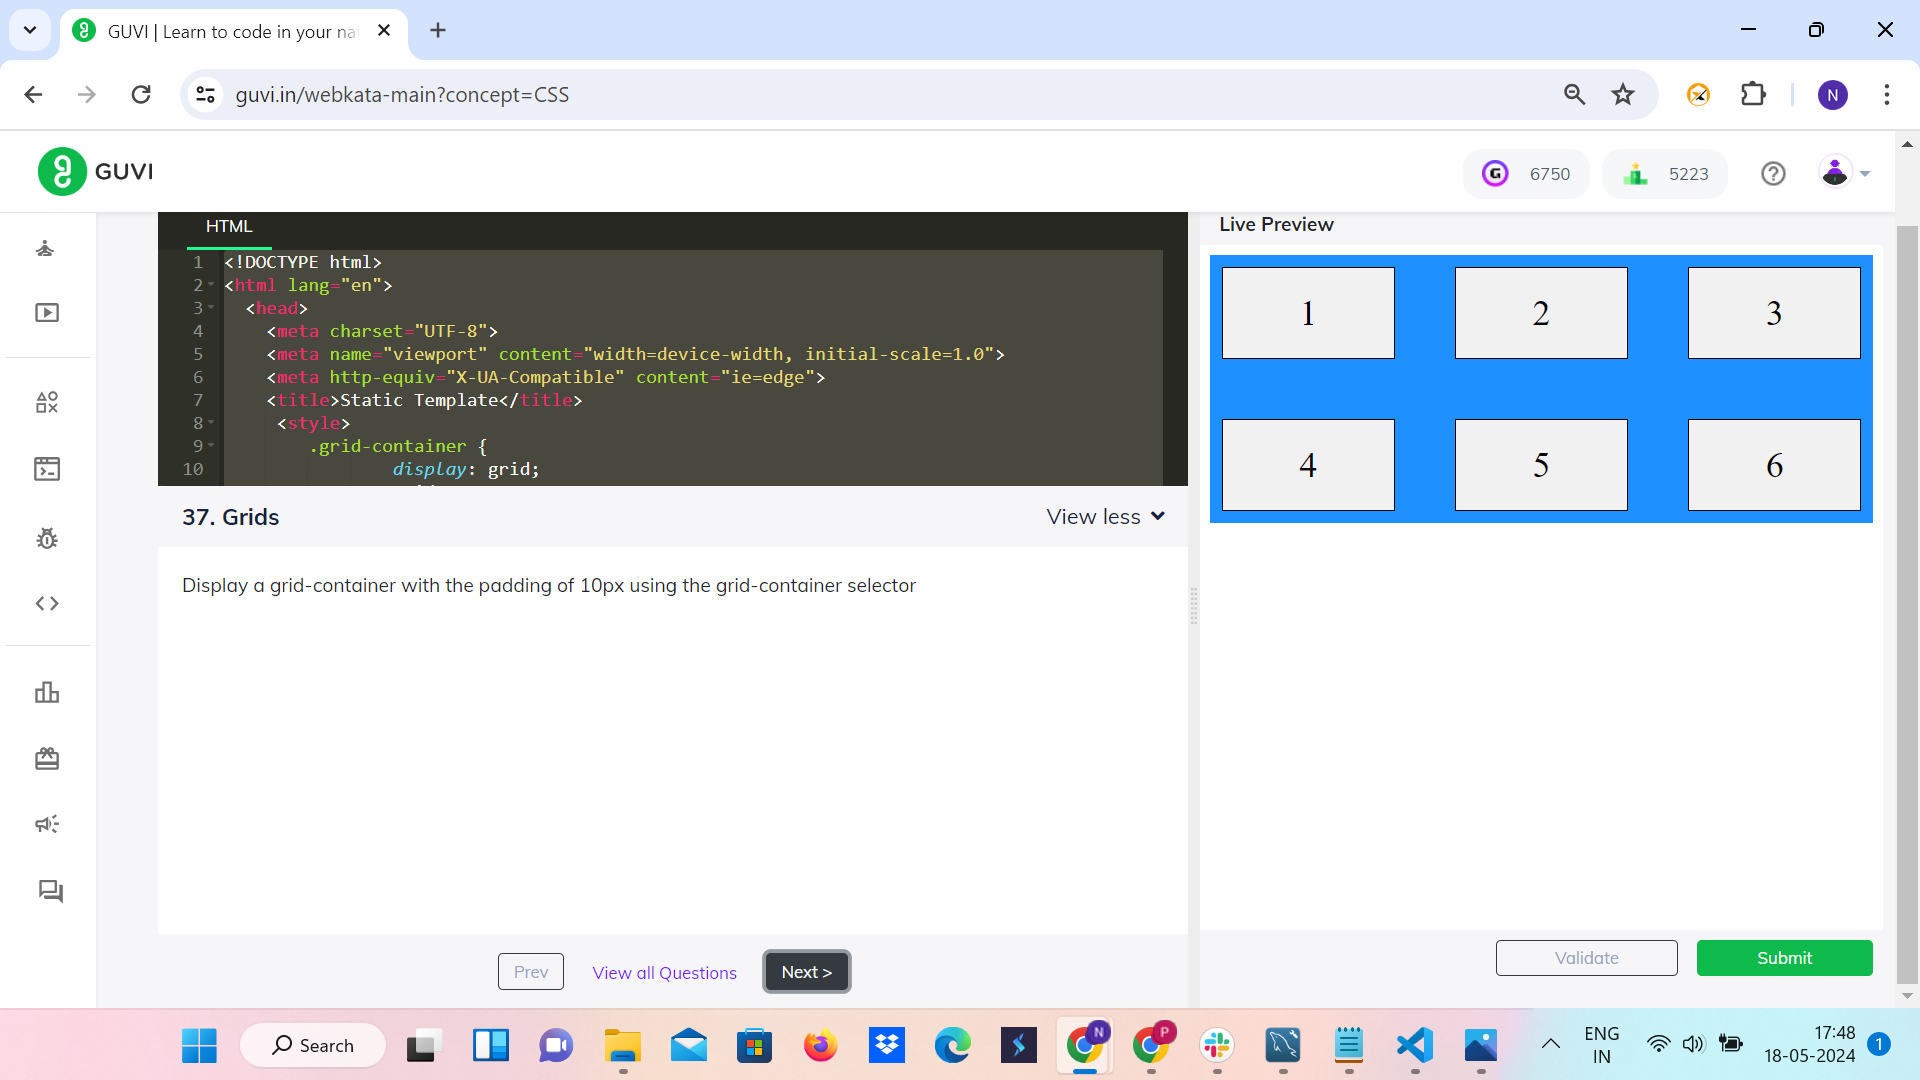 GUVI | Learn to code in your na
guvi.in/webkata-main?concept=CSS
N
GUVI
G 6750
5223
HTML
1 <!DOCTYPE html>
2 <html lang="en">
3 <head>
4 <meta charset="UTF-8">
5 <meta name="viewport" content="width=device-width, initial-scale=1.0">
6 <meta http-equiv="X-UA-Compatible" content="ie=edge">
7 <title>Static Template</title>
8 <style>
9 .grid-container {
10 display: grid;
37. Grids
View less
Display a grid-container with the padding of 10px using the grid-container selector
Prev
View all Questions
Next >
Live Preview
1 2 3
4 5 6
Validate
Submit
Search
N
P
ENG
IN
17:48
18-05-2024
1